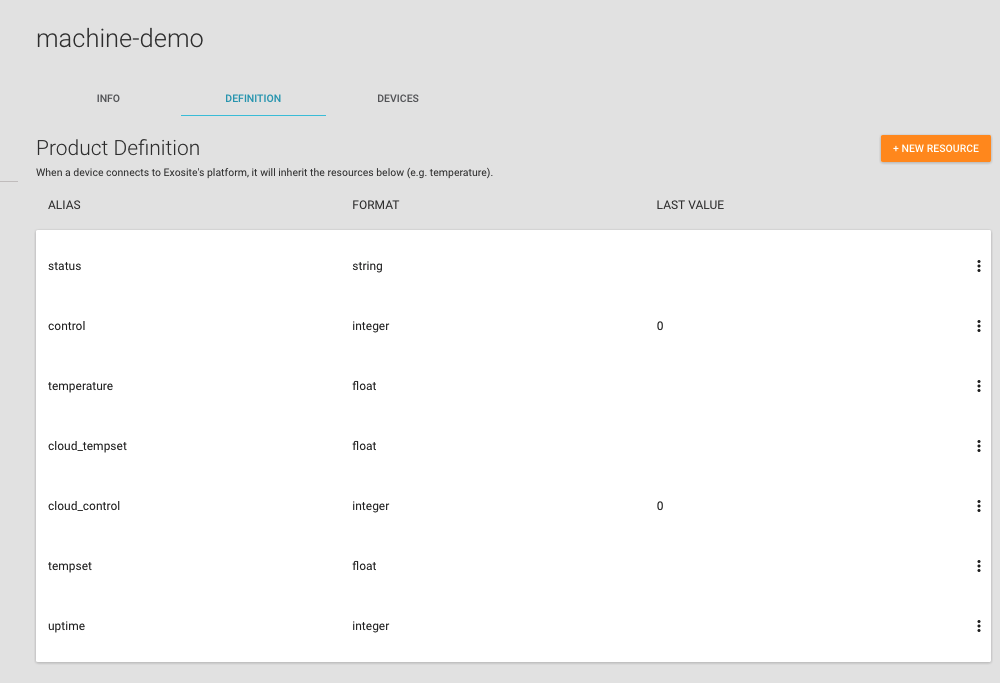 machine-demo
INFO DEFINITION DEVICES
Product Definition
+ NEW RESOURCE
When a device connects to Exosite's platform, it will inherit the resources below (e.g. temperature).
ALIAS FORMAT LAST VALUE
status string
control integer 0
temperature float
cloud_tempset float
cloud_control integer 0
tempset float
uptime integer